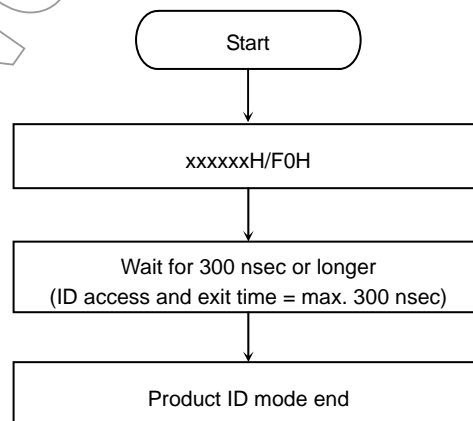 Start
xxxxxxH/F0H
Wait for 300 nsec or longer
(ID access and exit time = max. 300 nsec)
Product ID mode end